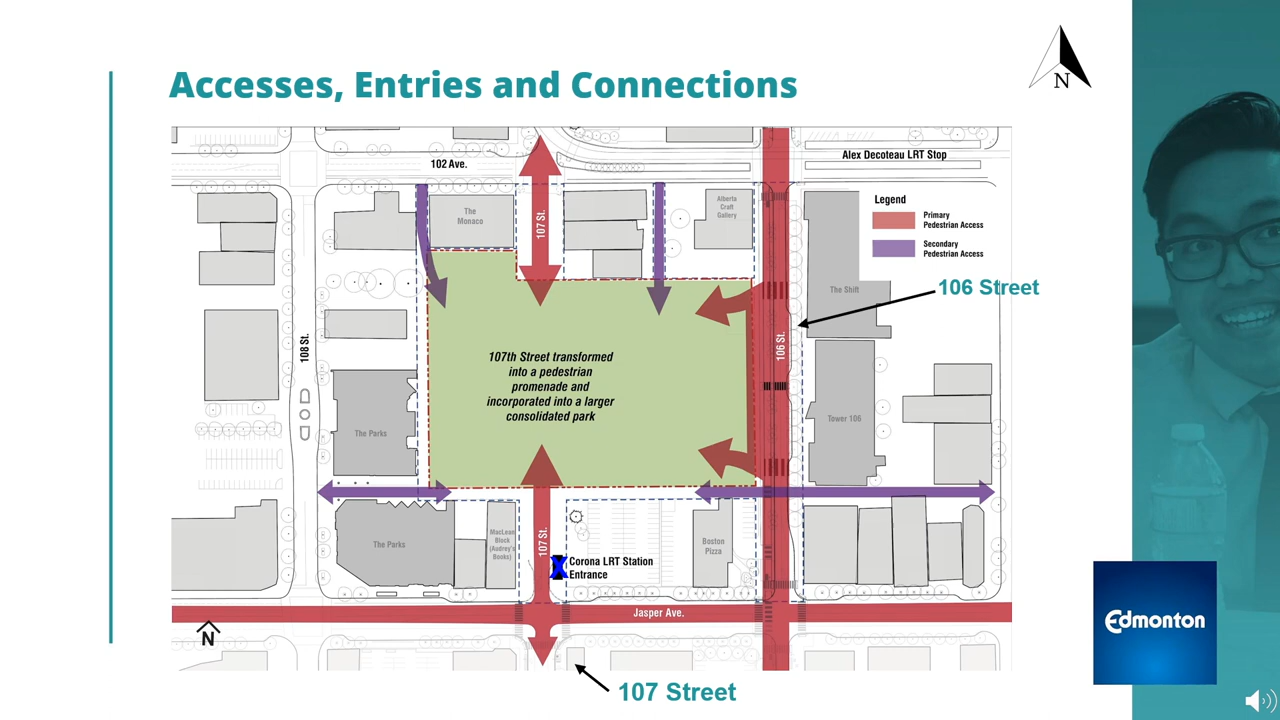 Accesses, Entries and Connections
N
102 Ave.
Alex Decoteau LRT Stop
The
Monaco
107 St.
Alberta
Craft
Gallery
Legend
Primary
Pedestrian Access
Secondary
Pedestrian Access
The Shift
106 Street
108 St.
106 St.
107th Street transformed
into a pedestrian
promenade and
incorporated into a larger
consolidated park
The Parks
Tower 106
The Parks
MacLean
Block
(Audrey's
Books)
107 St.
Boston
Pizza
Corona LRT Station
Entrance
Jasper Ave.
N
107 Street
Edmonton